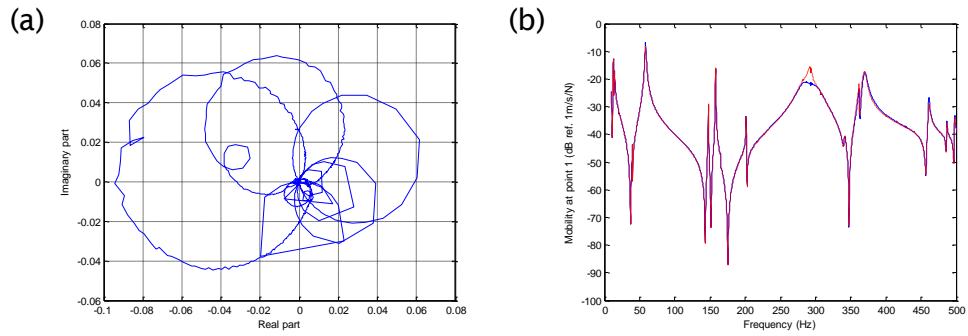 (a)
0.08
0.06
0.04
0.02
0
-0.02
-0.04
-0.06
-0.1 -0.08 -0.06 -0.04 -0.02 0 0.02 0.04 0.06 0.08
Imaginary part
Real part
(b)
0
-10
-20
-30
-40
-50
-60
-70
-80
-90
-100
0 50 100 150 200 250 300 350 400 450 500
Mobility at point 1 (dB ref. 1m/s/N)
Frequency (Hz)